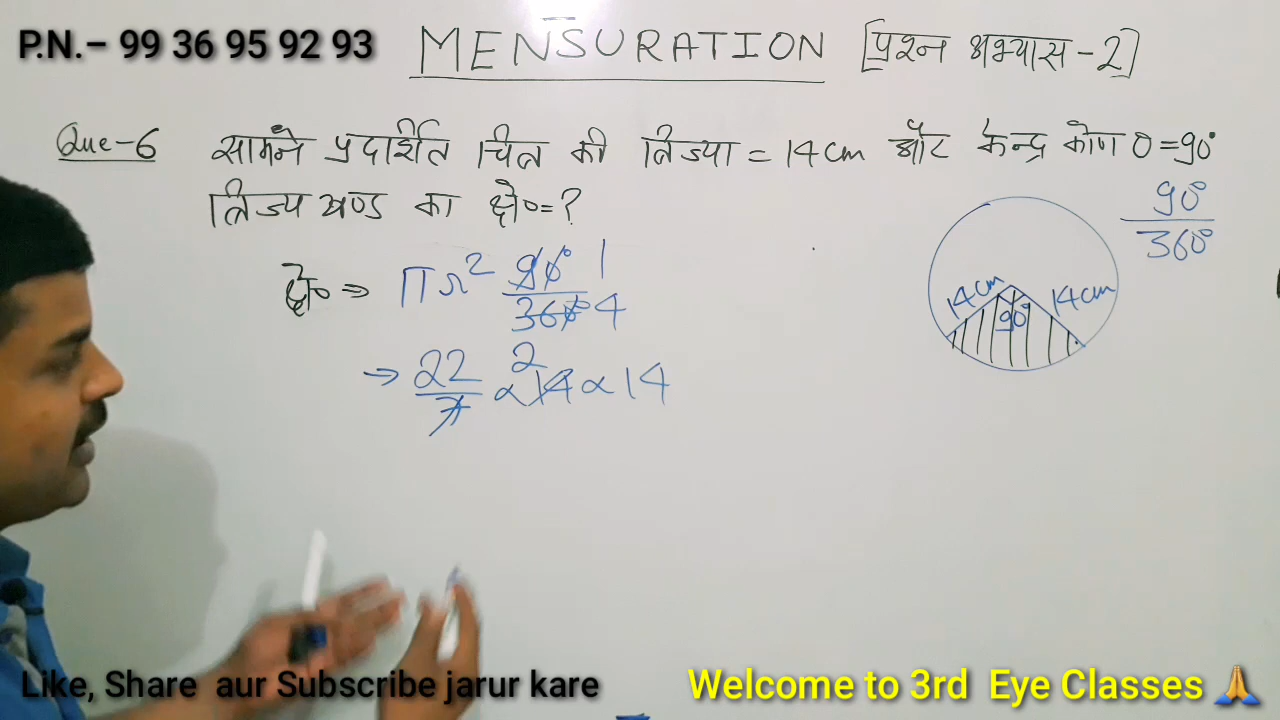 P.N.– 99 36 95 92 93
MENSURATION [प्रश्न अभ्यास-2]
Que-6 सामने प्रदर्शित चित्र की त्रिज्या = 14cm और केन्द्र कोण θ=90°
त्रिज्य खण्ड का क्षे०=?
90°
360°
क्षे० ⇒ πr² 90° 1
360° 4
14cm 90° 14cm
→ 22/7 × 14 × 14
2
Like, Share aur Subscribe jarur kare
Welcome to 3rd Eye Classes 🙏